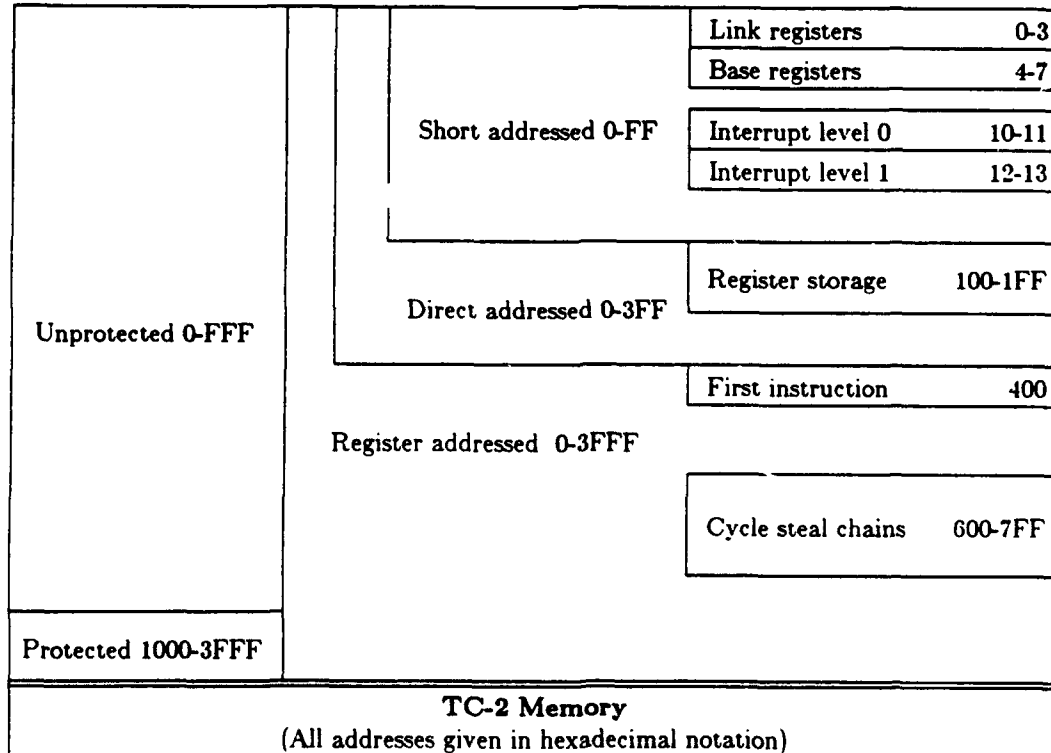 Link registers 0-3
Base registers 4-7
Short addressed 0-FF
Interrupt level 0 10-11
Interrupt level 1 12-13
Register storage 100-1FF
Direct addressed 0-3FF
Unprotected 0-FFF
First instruction 400
Register addressed 0-3FFF
Cycle steal chains 600-7FF
Protected 1000-3FFF
TC-2 Memory
(All addresses given in hexadecimal notation)